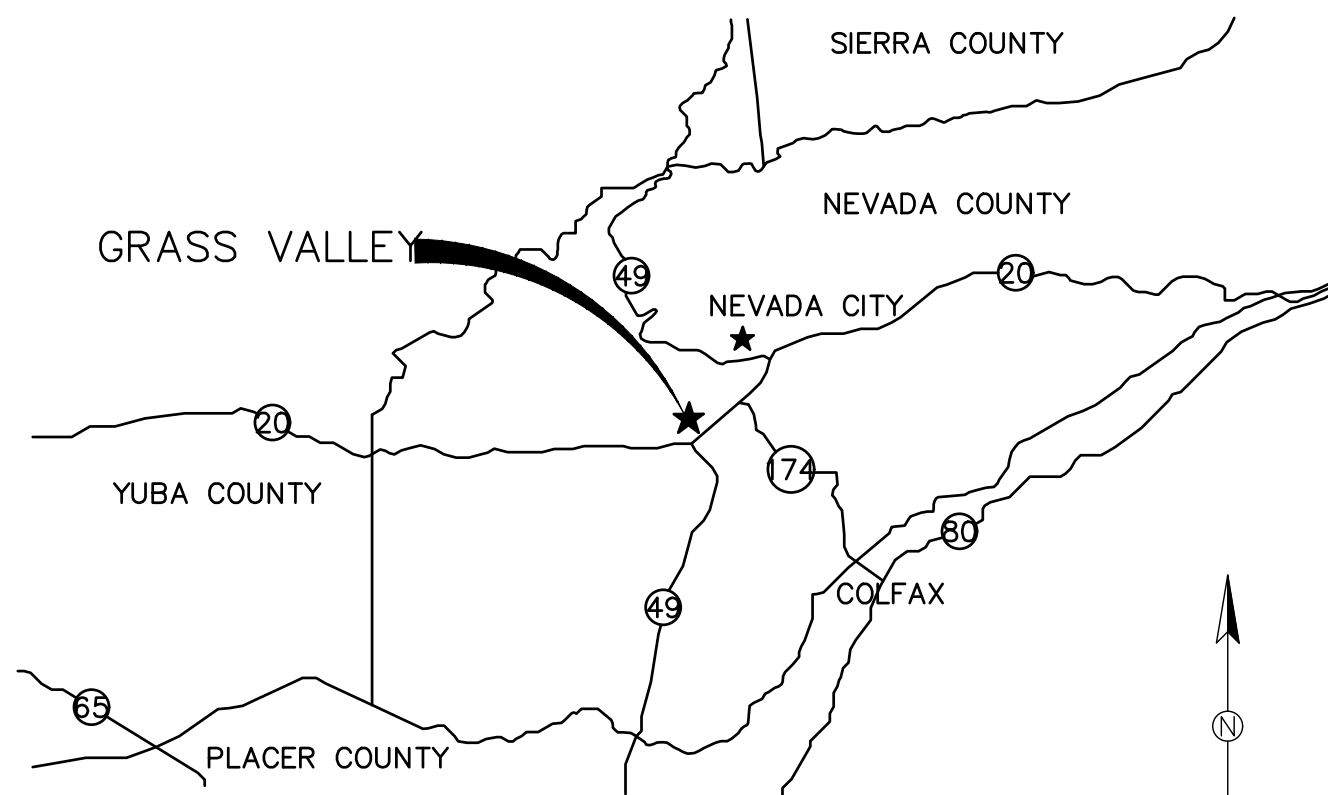 SIERRA COUNTY
NEVADA COUNTY
GRASS VALLEY
49
20
NEVADA CITY
20
174
YUBA COUNTY
80
COLFAX
49
65
N
PLACER COUNTY